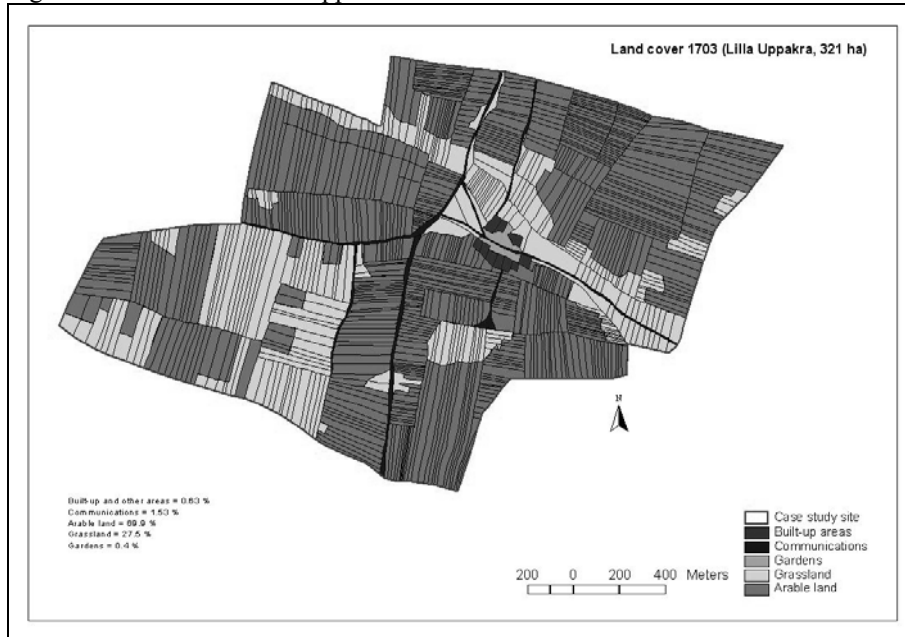 Land cover 1703 (Lilla Uppakra, 321 ha)
N
Built-up and other areas = 0.63 %
Communications = 1.53 %
Arable land = 69.9 %
Grassland = 27.5 %
Gardens = 0.4 %
Case study site
Built-up areas
Communications
Gardens
Grassland
Arable land
200 0 200 400 Meters